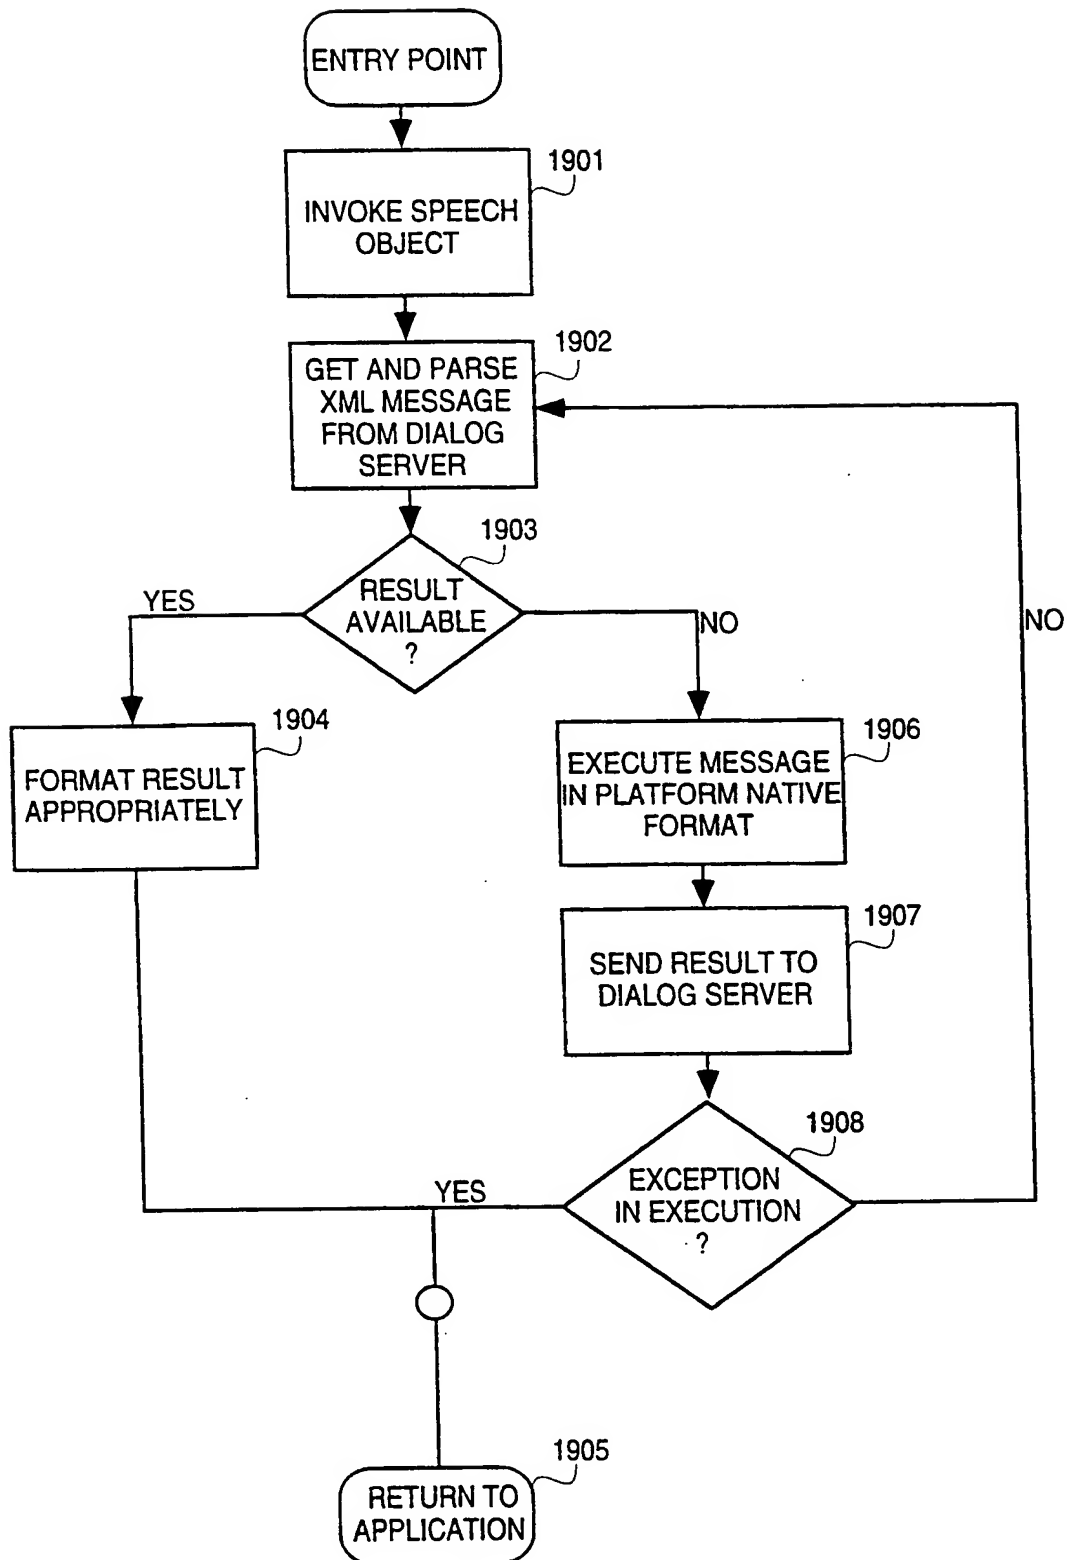 ENTRY POINT
1901
INVOKE SPEECH
OBJECT
1902
GET AND PARSE
XML MESSAGE
FROM DIALOG
SERVER
1903
RESULT
AVAILABLE
?
YES
NO
NO
1904
FORMAT RESULT
APPROPRIATELY
1906
EXECUTE MESSAGE
IN PLATFORM NATIVE
FORMAT
1907
SEND RESULT TO
DIALOG SERVER
1908
EXCEPTION
IN EXECUTION
?
YES
1905
RETURN TO
APPLICATION